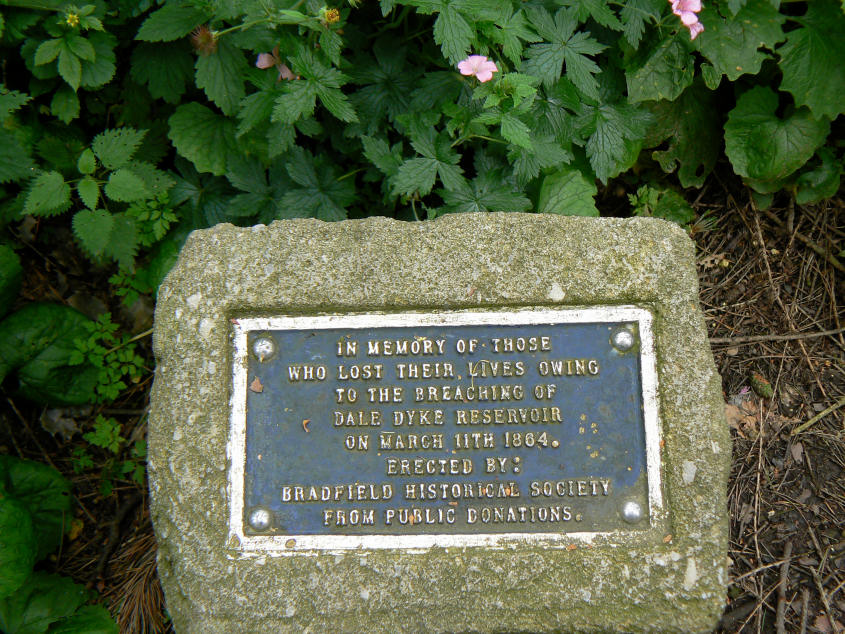 IN MEMORY OF THOSE
WHO LOST THEIR LIVES OWING
TO THE BREACHING OF
DALE DYKE RESERVOIR
ON MARCH 11TH 1864.
ERECTED BY:
BRADFIELD HISTORICAL SOCIETY
FROM PUBLIC DONATIONS.